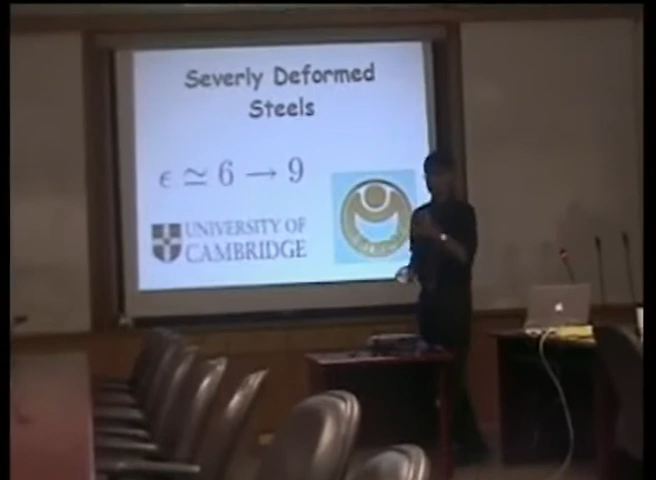 Severly Deformed
Steels
ϵ ≃ 6 → 9
UNIVERSITY OF
CAMBRIDGE